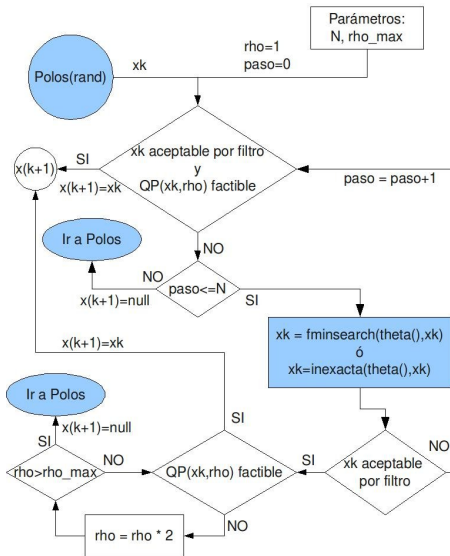 Parámetros:
N, rho_max
rho=1
paso=0
xk
Polos(rand)
xk aceptable por filtro
y
QP(xk,rho) factible
SI
x(k+1)
x(k+1)=xk
paso = paso+1
NO
Ir a Polos
NO
paso<=N
x(k+1)=null
SI
xk = fminsearch(theta(),xk)
ó
xk=inexacta(theta(),xk)
x(k+1)=xk
Ir a Polos
x(k+1)=null
SI
SI
NO
rho>rho_max
QP(xk,rho) factible
SI
xk aceptable
por filtro
NO
NO
rho = rho * 2